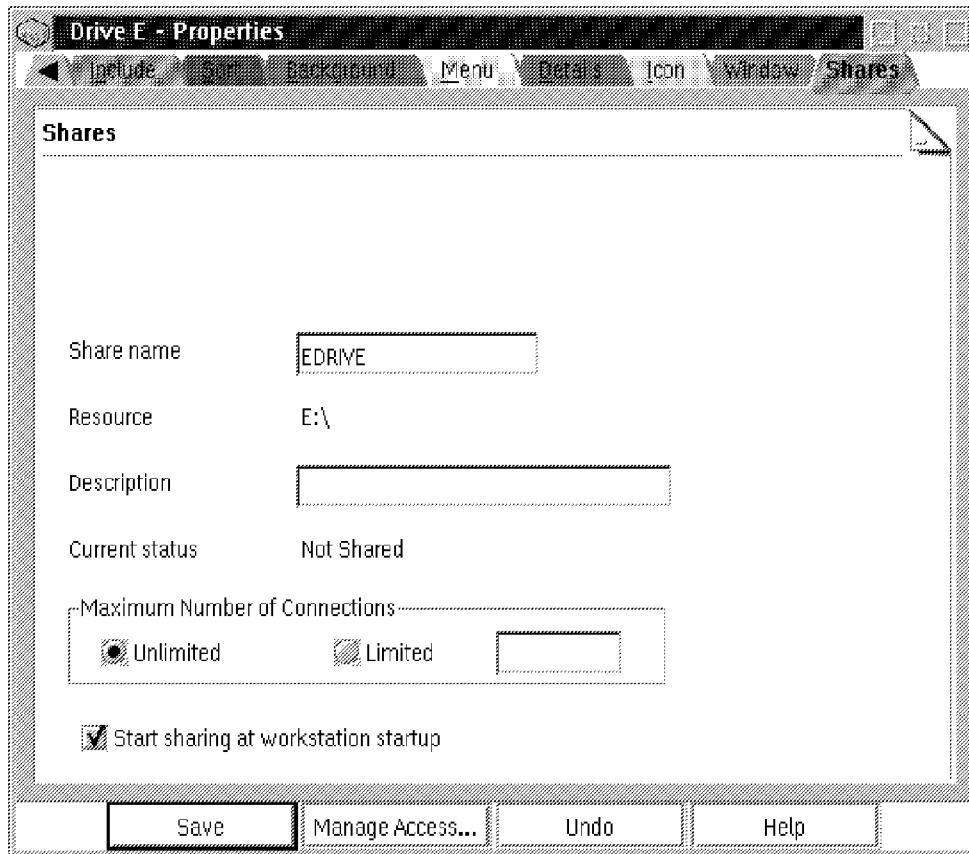 Drive E - Properties
Include Sort Background Menu Details Icon Window Shares
Shares
Share name EDRIVE
Resource E:\
Description
Current status Not Shared
Maximum Number of Connections
Unlimited Limited
Start sharing at workstation startup
Save Manage Access... Undo Help